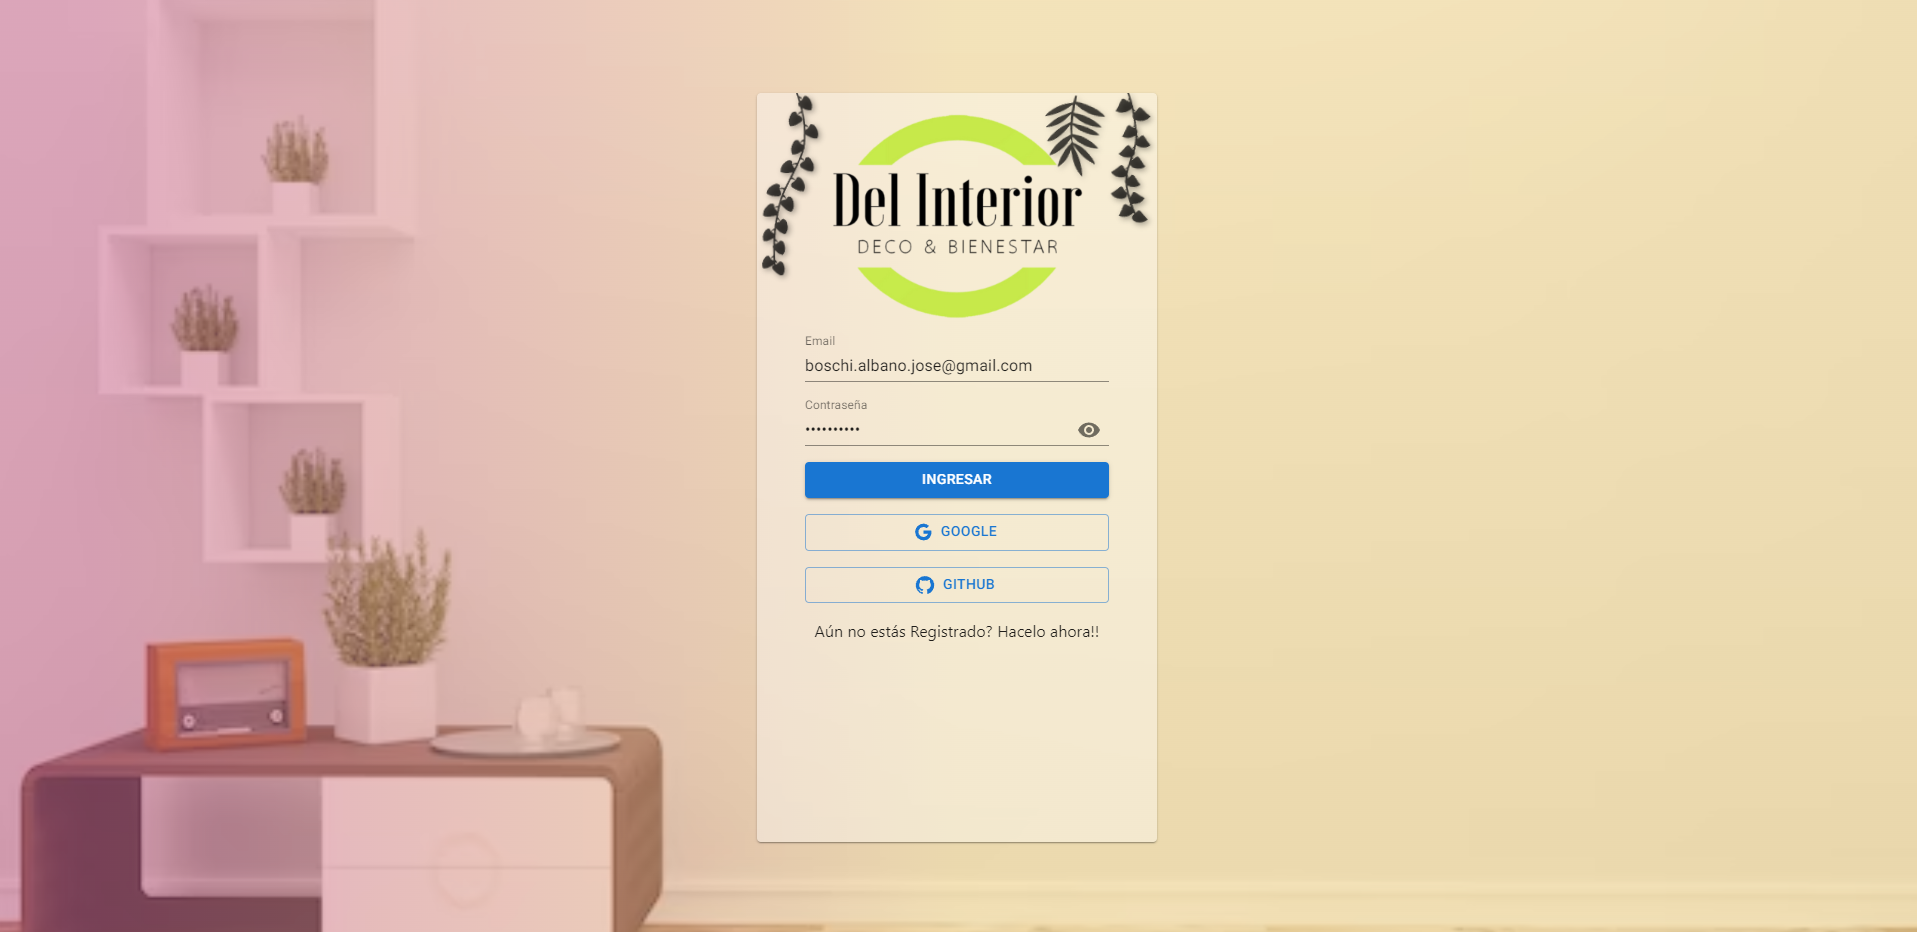 Del Interior
DECO & BIENESTAR
Email
boschi.albano.jose@gmail.com
Contraseña
••••••••••
INGRESAR
GOOGLE
GITHUB
Aún no estás Registrado? Hacelo ahora!!